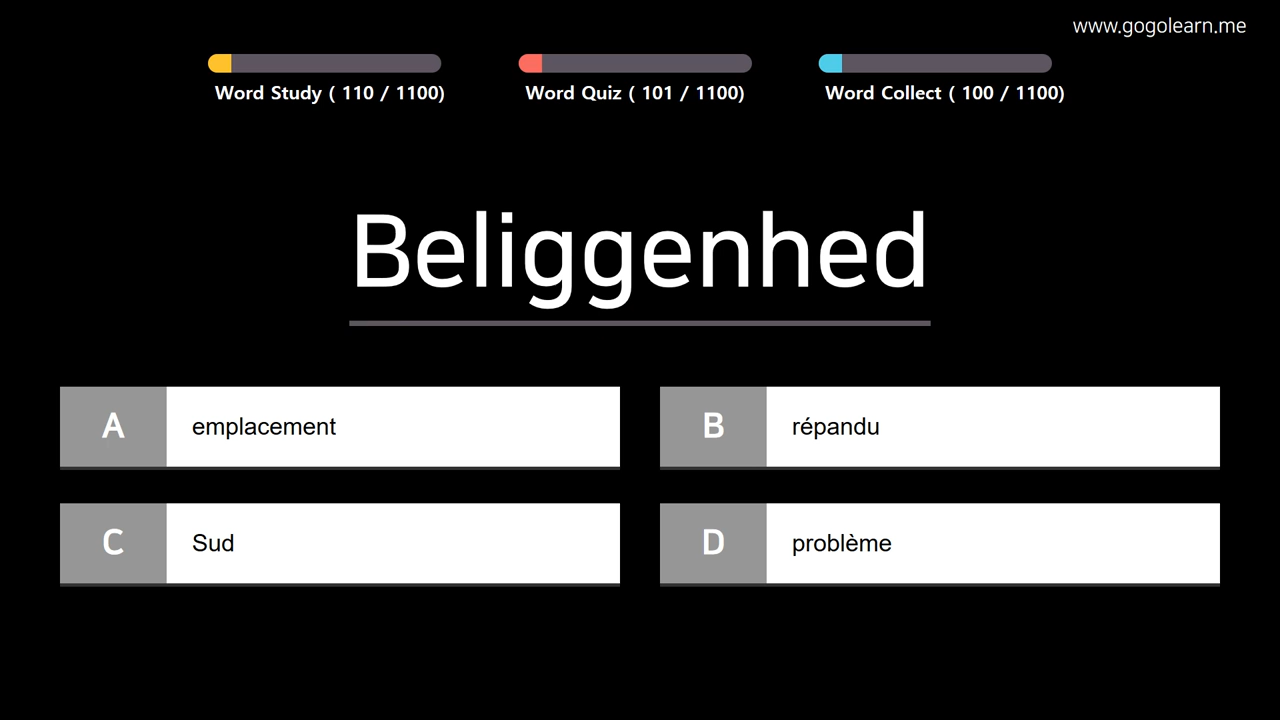 www.gogolearn.me
Word Study ( 110 / 1100)
Word Quiz ( 101 / 1100)
Word Collect ( 100 / 1100)
Beliggenhed
A
emplacement
B
répandu
C
Sud
D
problème